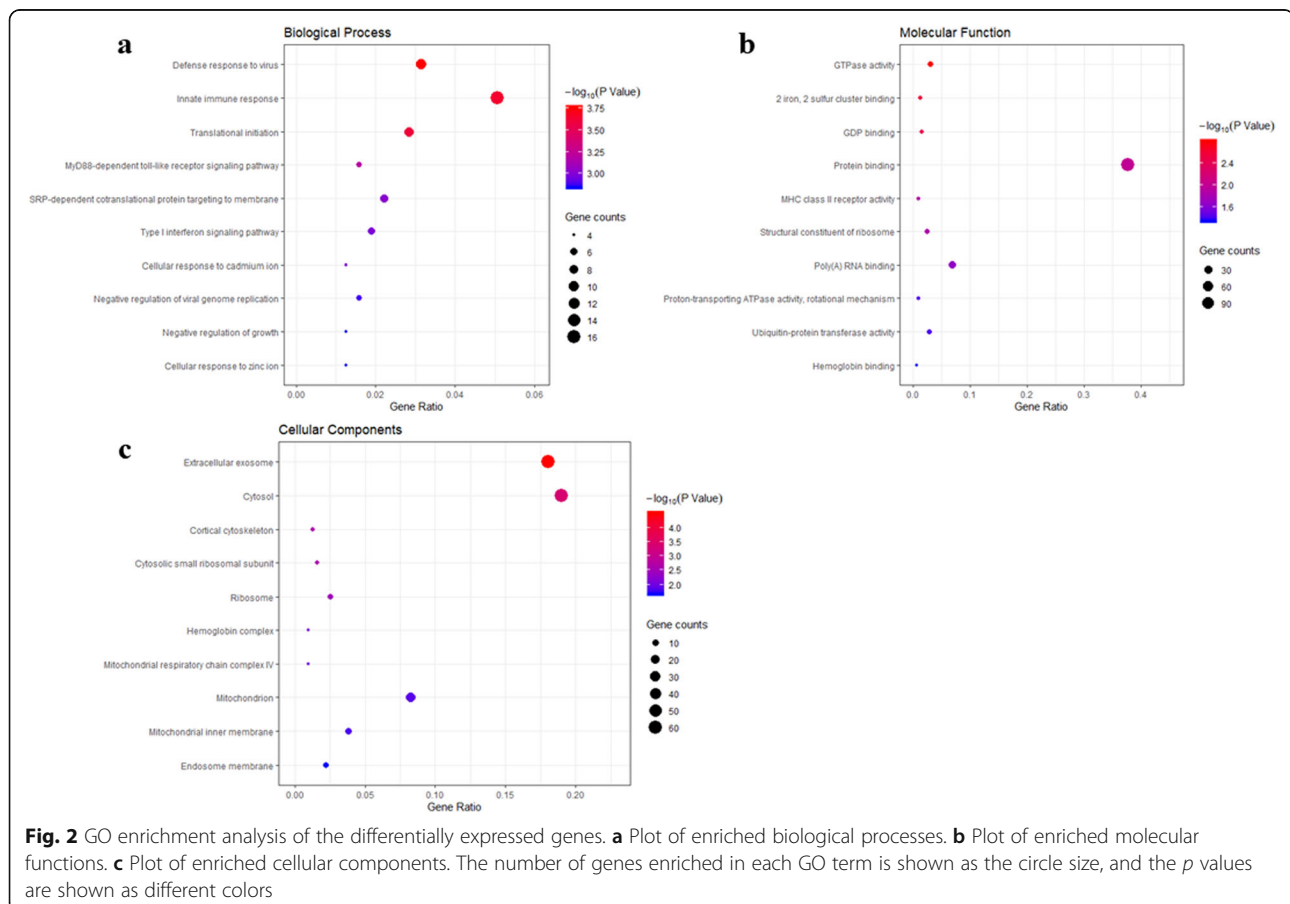 a
Biological Process
Defense response to virus
Innate immune response
Translational initiation
MyD88-dependent toll-like receptor signaling pathway
SRP-dependent cotranslational protein targeting to membrane
Type I interferon signaling pathway
Cellular response to cadmium ion
Negative regulation of viral genome replication
Negative regulation of growth
Cellular response to zinc ion
0.00 0.02 0.04 0.06
Gene Ratio
−log10(P Value)
3.75
3.50
3.25
3.00
Gene counts
4
6
8
10
12
14
16
b
Molecular Function
GTPase activity
2 iron, 2 sulfur cluster binding
GDP binding
Protein binding
MHC class II receptor activity
Structural constituent of ribosome
Poly(A) RNA binding
Proton-transporting ATPase activity, rotational mechanism
Ubiquitin-protein transferase activity
Hemoglobin binding
0.0 0.1 0.2 0.3 0.4
Gene Ratio
−log10(P Value)
2.4
2.0
1.6
Gene counts
30
60
90
c
Cellular Components
Extracellular exosome
Cytosol
Cortical cytoskeleton
Cytosolic small ribosomal subunit
Ribosome
Hemoglobin complex
Mitochondrial respiratory chain complex IV
Mitochondrion
Mitochondrial inner membrane
Endosome membrane
0.00 0.05 0.10 0.15 0.20
Gene Ratio
−log10(P Value)
4.0
3.5
3.0
2.5
2.0
Gene counts
10
20
30
40
50
60
Fig. 2 GO enrichment analysis of the differentially expressed genes. a Plot of enriched biological processes. b Plot of enriched molecular
functions. c Plot of enriched cellular components. The number of genes enriched in each GO term is shown as the circle size, and the p values
are shown as different colors